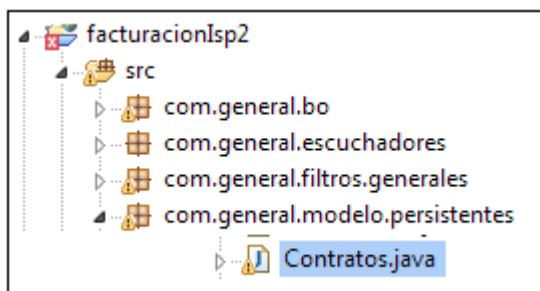 facturacionIsp2
src
com.general.bo
com.general.escuchadores
com.general.filtros.generales
com.general.modelo.persistentes
Contratos.java